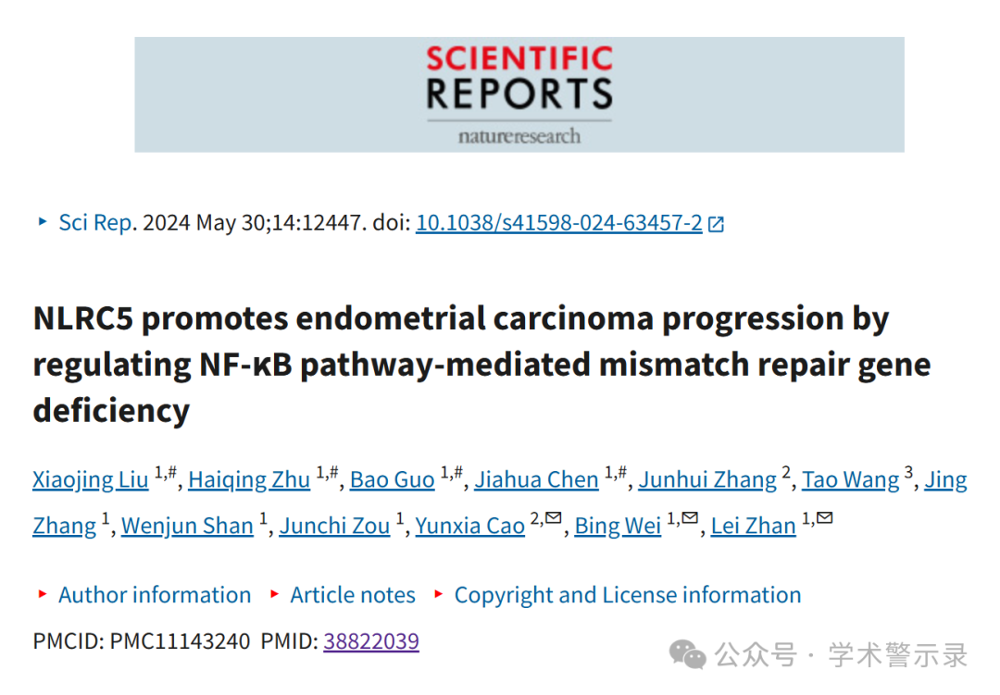 SCIENTIFIC
REPORTS
natureresearch
Sci Rep. 2024 May 30;14:12447. doi: 10.1038/s41598-024-63457-2
NLRC5 promotes endometrial carcinoma progression by
regulating NF-κB pathway-mediated mismatch repair gene
deficiency
Xiaojing Liu 1,#, Haiqing Zhu 1,#, Bao Guo 1,#, Jiahua Chen 1,#, Junhui Zhang 2, Tao Wang 3, Jing
Zhang 1, Wenjun Shan 1, Junchi Zou 1, Yunxia Cao 2,✉, Bing Wei 1,✉, Lei Zhan 1,✉
Author information Article notes Copyright and License information
PMCID: PMC11143240 PMID: 38822039
公众号 · 学术警示录